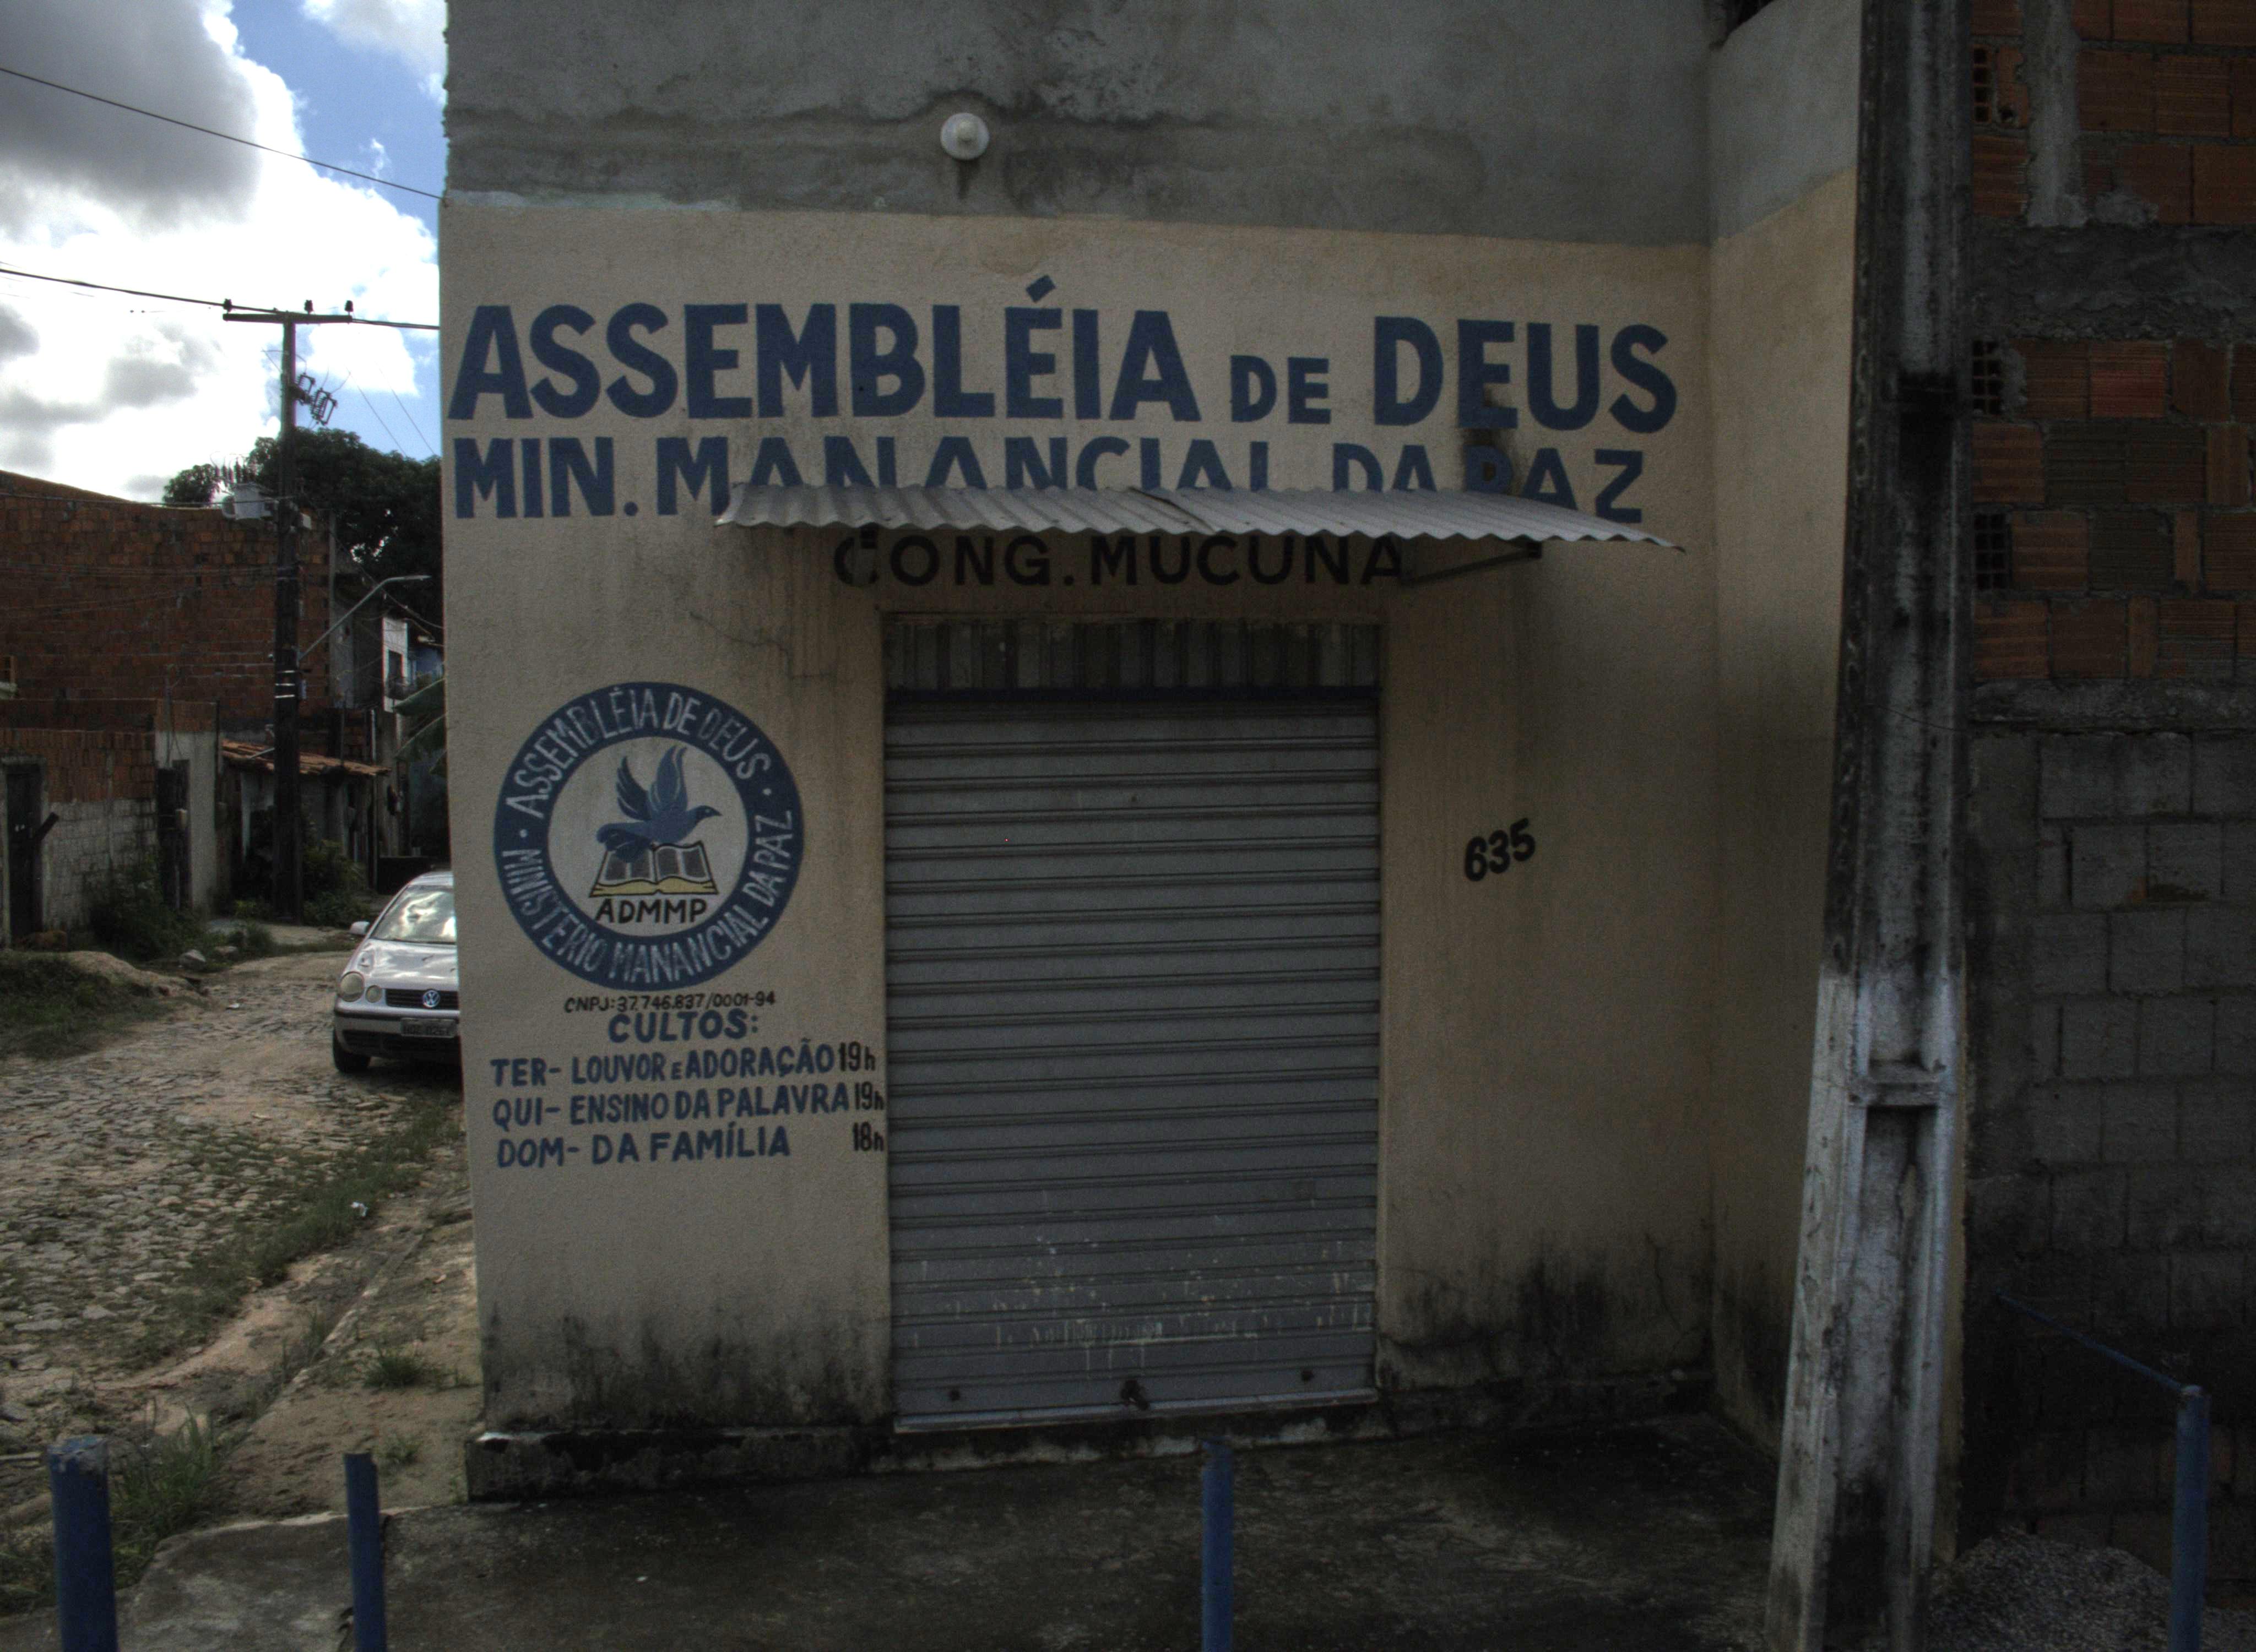 ASSEMBLÉIA DE DEUS
MIN. MANANCIAL DA PAZ
CONG. MUCUNA
• ASSEMBLÉIA DE DEUS •
MINISTERIO MANANCIAL DA PAZ
ADMMP
CNPJ: 37.746.837/0001-94
CULTOS:
TER- LOUVOR E ADORAÇÃO 19h
QUI- ENSINO DA PALAVRA 19h
DOM- DA FAMÍLIA 18h
635